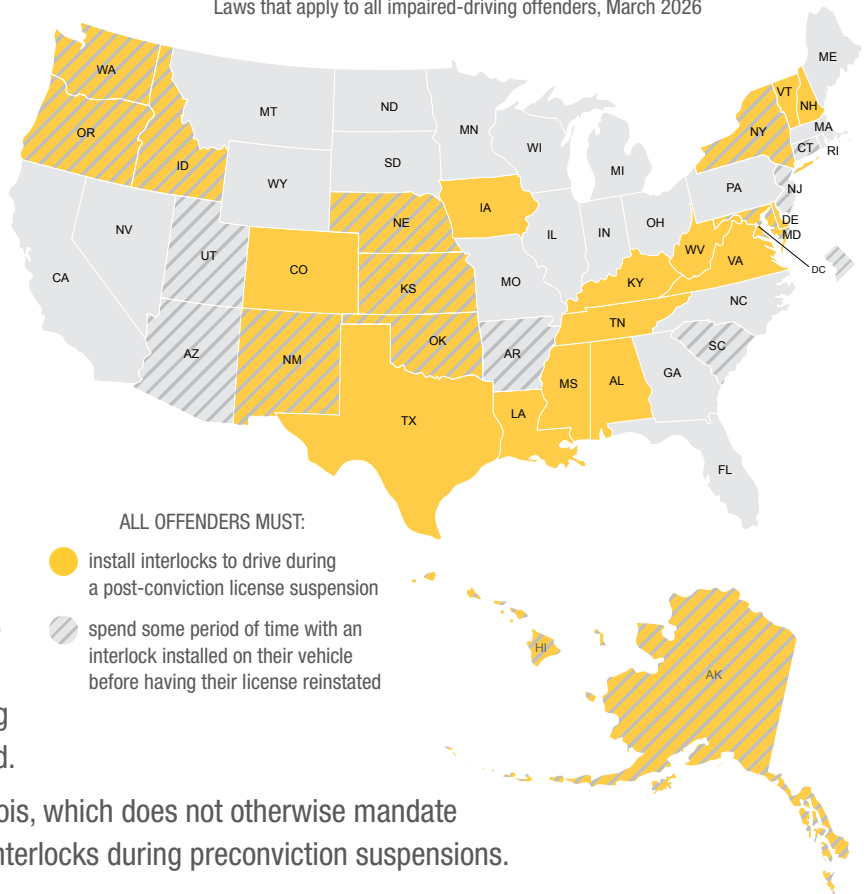 Laws that apply to all impaired-driving offenders, March 2026
WA
OR
ID
MT
ND
MN
WI
MI
ME
VT
NH
NY
MA
CT
RI
SD
WY
NV
CA
UT
AZ
CO
NM
NE
KS
OK
TX
IA
MO
AR
LA
IL
IN
OH
PA
NJ
DE
MD
DC
WV
VA
KY
TN
NC
SC
MS
AL
GA
FL
ALL OFFENDERS MUST:
install interlocks to drive during
a post-conviction license suspension
spend some period of time with an
interlock installed on their vehicle
before having their license reinstated
HI
AK
ois, which does not otherwise mandate
nterlocks during preconviction suspensions.